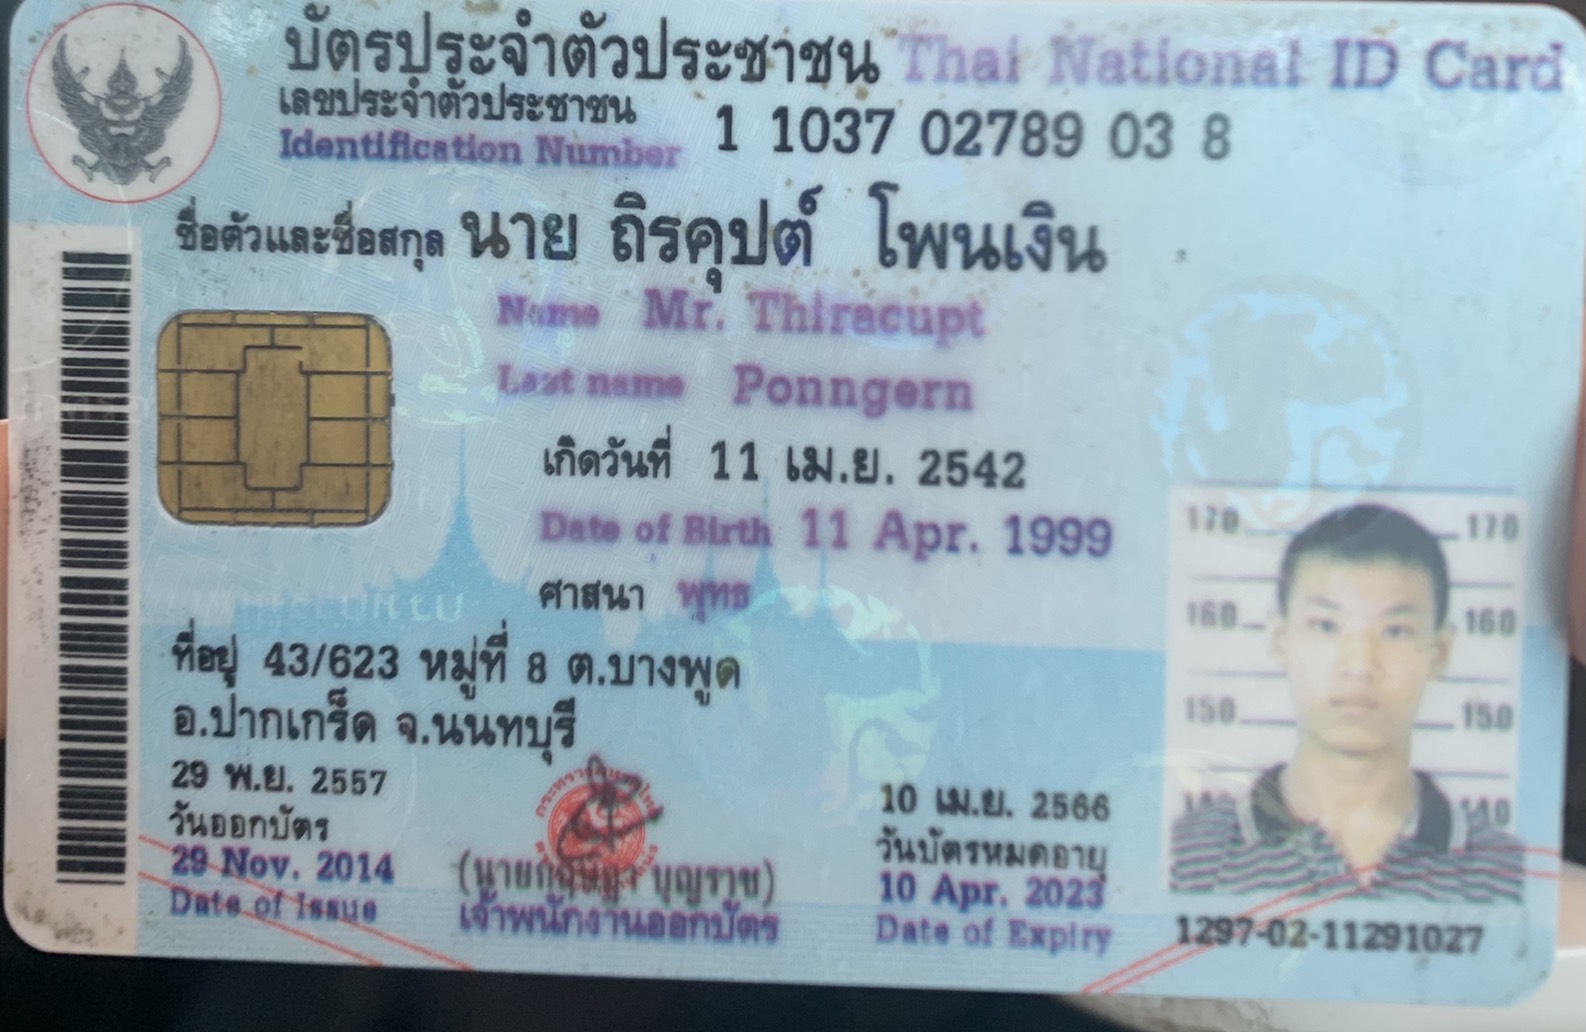 บัตรประจำตัวประชาชน Thai National ID Card
เลขประจำตัวประชาชน
Identification Number 1 1037 02789 03 8
ชื่อตัวและชื่อสกุล นาย ถิรคุปต์ โพนเงิน
Name Mr. Thiracupt
Last name Ponngern
เกิดวันที่ 11 เม.ย. 2542
Date of Birth 11 Apr. 1999
ศาสนา พุทธ
ที่อยู่ 43/623 หมู่ที่ 8 ต.บางพูด
อ.ปากเกร็ด จ.นนทบุรี
29 พ.ย. 2557
วันออกบัตร
29 Nov. 2014
Date of Issue
บุญราช)
เจ้าพนักงานออกบัตร
10 เม.ย. 2566
วันบัตรหมดอายุ
10 Apr. 2023
Date of Expiry
170 170
160 160
150 150
140 140
1297-02-11291027